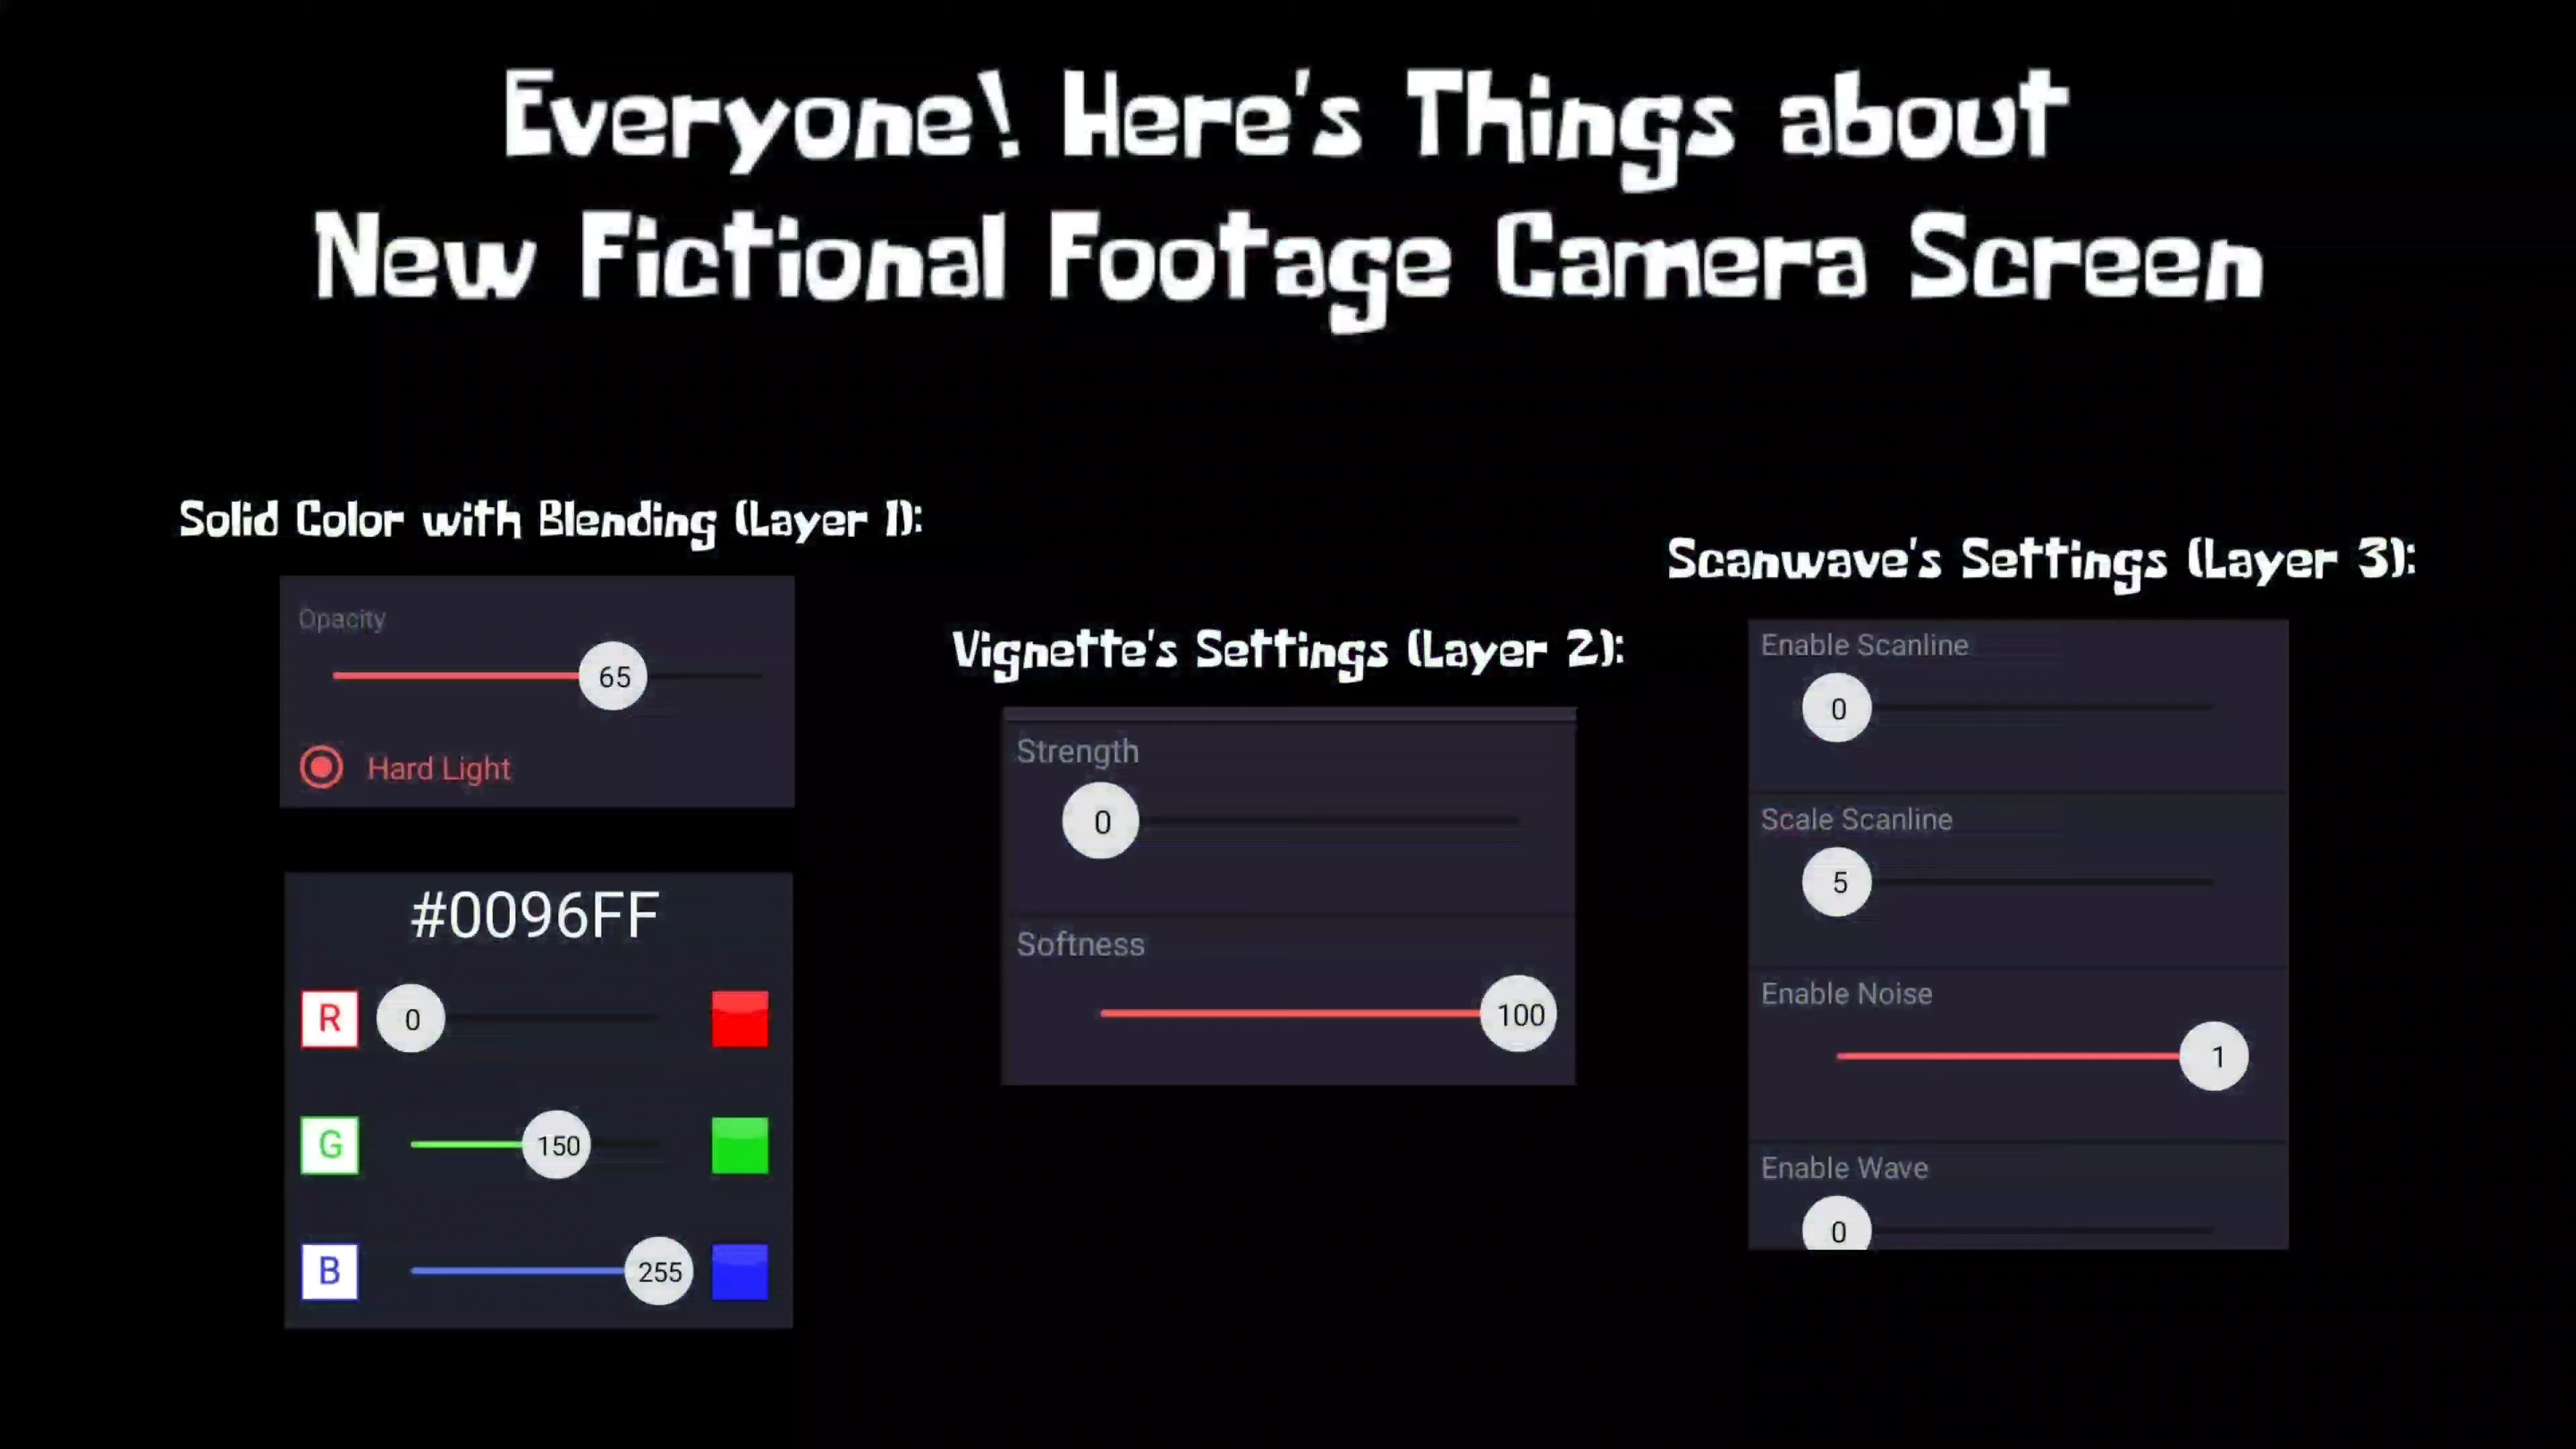 Everyone! Here's Things about
New Fictional Footage Camera Screen
Solid Color with Blending (Layer 1):
Opacity
65
Hard Light
#0096FF
R 0
G 150
B 255
Vignette's Settings (Layer 2):
Strength
0
Softness
100
Scanwave's Settings (Layer 3):
Enable Scanline
0
Scale Scanline
5
Enable Noise
1
Enable Wave
0